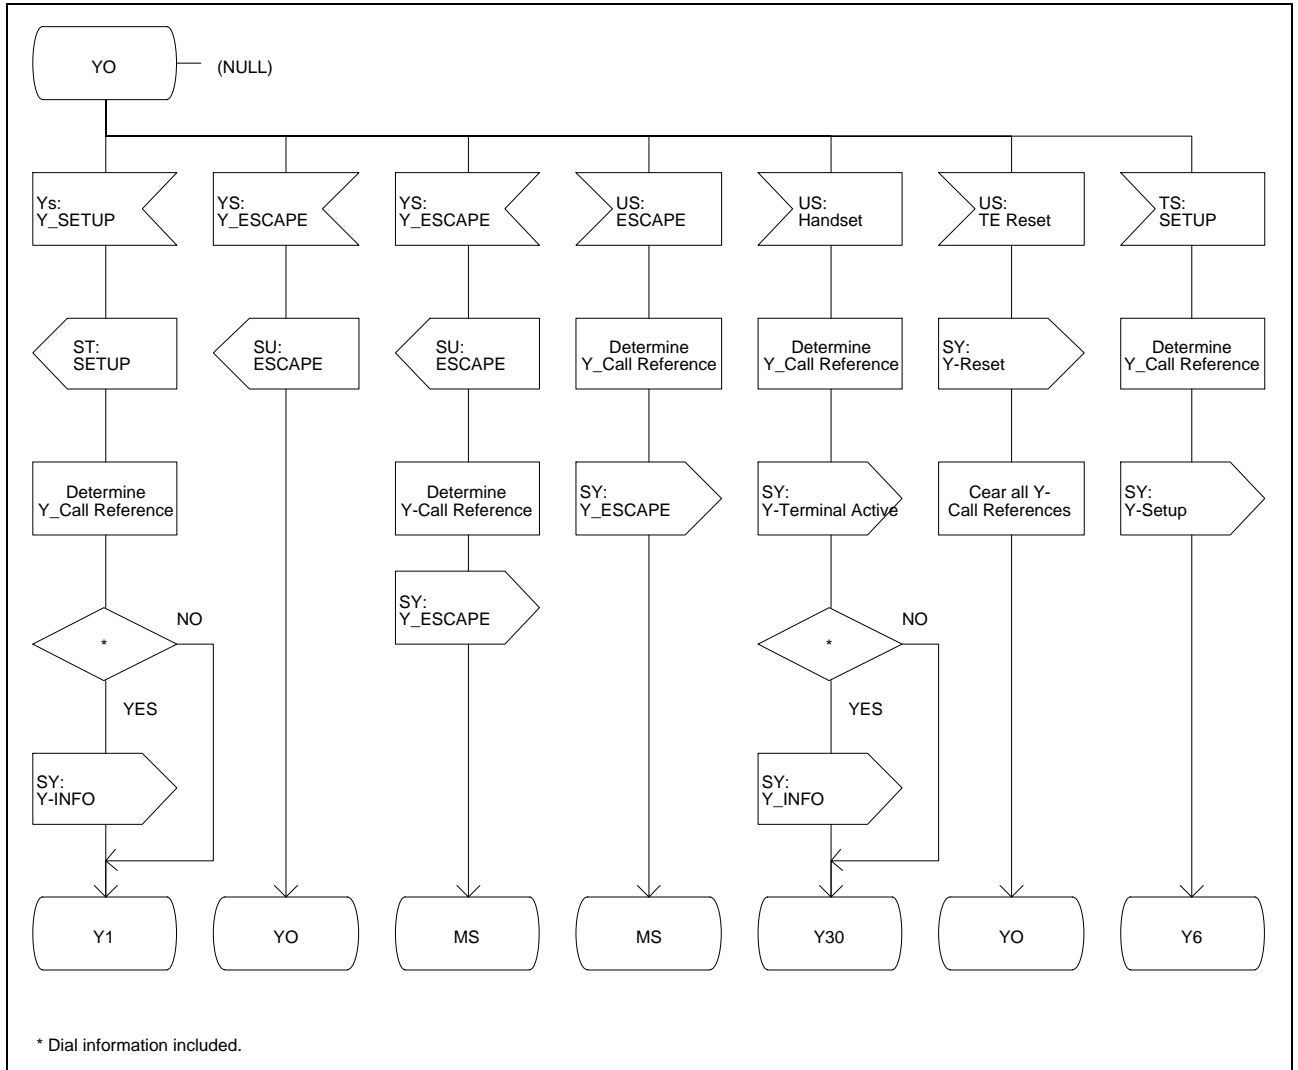 YO
(NULL)
Ys:
Y_SETUP
YS:
Y_ESCAPE
YS:
Y_ESCAPE
US:
ESCAPE
US:
Handset
US:
TE Reset
TS:
SETUP
ST:
SETUP
SU:
ESCAPE
SU:
ESCAPE
Determine
Y_Call Reference
Determine
Y_Call Reference
SY:
Y-Reset
Determine
Y_Call Reference
Determine
Y_Call Reference
Determine
Y-Call Reference
SY:
Y_ESCAPE
SY:
Y-Terminal Active
Cear all Y-
Call References
SY:
Y-Setup
SY:
Y_ESCAPE
*
NO
YES
*
NO
YES
SY:
Y-INFO
SY:
Y_INFO
Y1
YO
MS
MS
Y30
YO
Y6
* Dial information included.